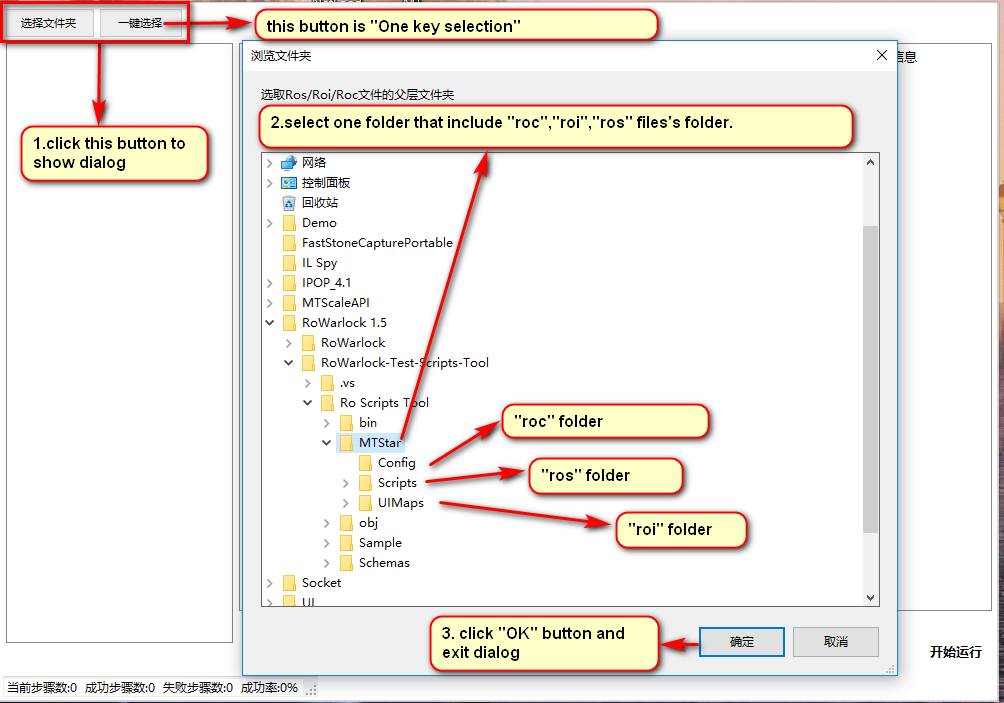 选择文件夹
一键选择
this button is "One key selection"
浏览文件夹
信息
选取Ros/Roi/Roc文件的父层文件夹
2.select one folder that include "roc","roi","ros" files's folder.
1.click this button to
show dialog
网络
控制面板
回收站
Demo
FastStoneCapturePortable
IL Spy
IPOP_4.1
MTScaleAPI
RoWarlock 1.5
RoWarlock
RoWarlock-Test-Scripts-Tool
.vs
Ro Scripts Tool
bin
MTStar
Config
Scripts
UIMaps
obj
Sample
Schemas
Socket
UI
"roc" folder
"ros" folder
"roi" folder
3. click "OK" button and
exit dialog
确定
取消
开始运行
当前步骤数:0 成功步骤数:0 失败步骤数:0 成功率:0%